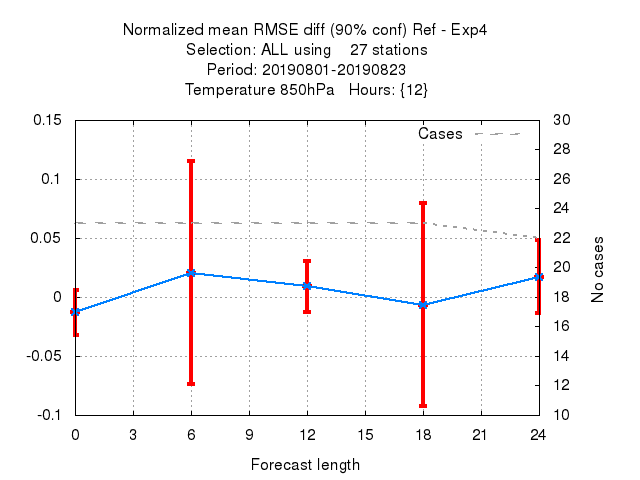 Normalized mean RMSE diff (90% conf) Ref - Exp4
Selection: ALL using    27 stations
Period: 20190801-20190823
Temperature 850hPa   Hours: {12}
0.15
0.1
0.05
0
-0.05
-0.1
Cases
30
28
26
24
22
20
18
16
14
12
10
No cases
0 3 6 9 12 15 18 21 24
Forecast length